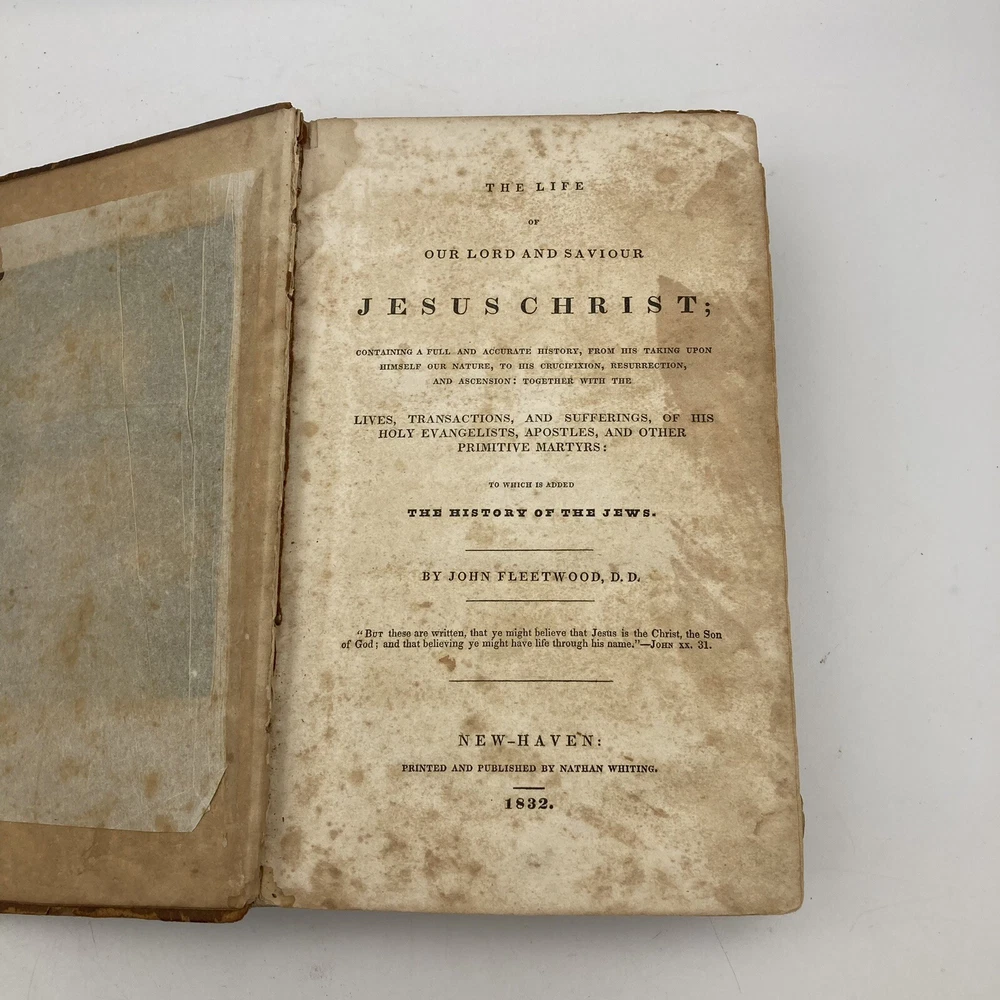 THE LIFE
OF
OUR LORD AND SAVIOUR
JESUS CHRIST;
CONTAINING A FULL AND ACCURATE HISTORY, FROM HIS TAKING UPON
HIMSELF OUR NATURE, TO HIS CRUCIFIXION, RESURRECTION,
AND ASCENSION: TOGETHER WITH THE
LIVES, TRANSACTIONS, AND SUFFERINGS, OF HIS
HOLY EVANGELISTS, APOSTLES, AND OTHER
PRIMITIVE MARTYRS:
TO WHICH IS ADDED
THE HISTORY OF THE JEWS.
BY JOHN FLEETWOOD, D. D.
"BUT these are written, that ye might believe that Jesus is the Christ, the Son
of God; and that believing ye might have life through his name."—JOHN XX. 31.
NEW-HAVEN:
PRINTED AND PUBLISHED BY NATHAN WHITING.
1832.